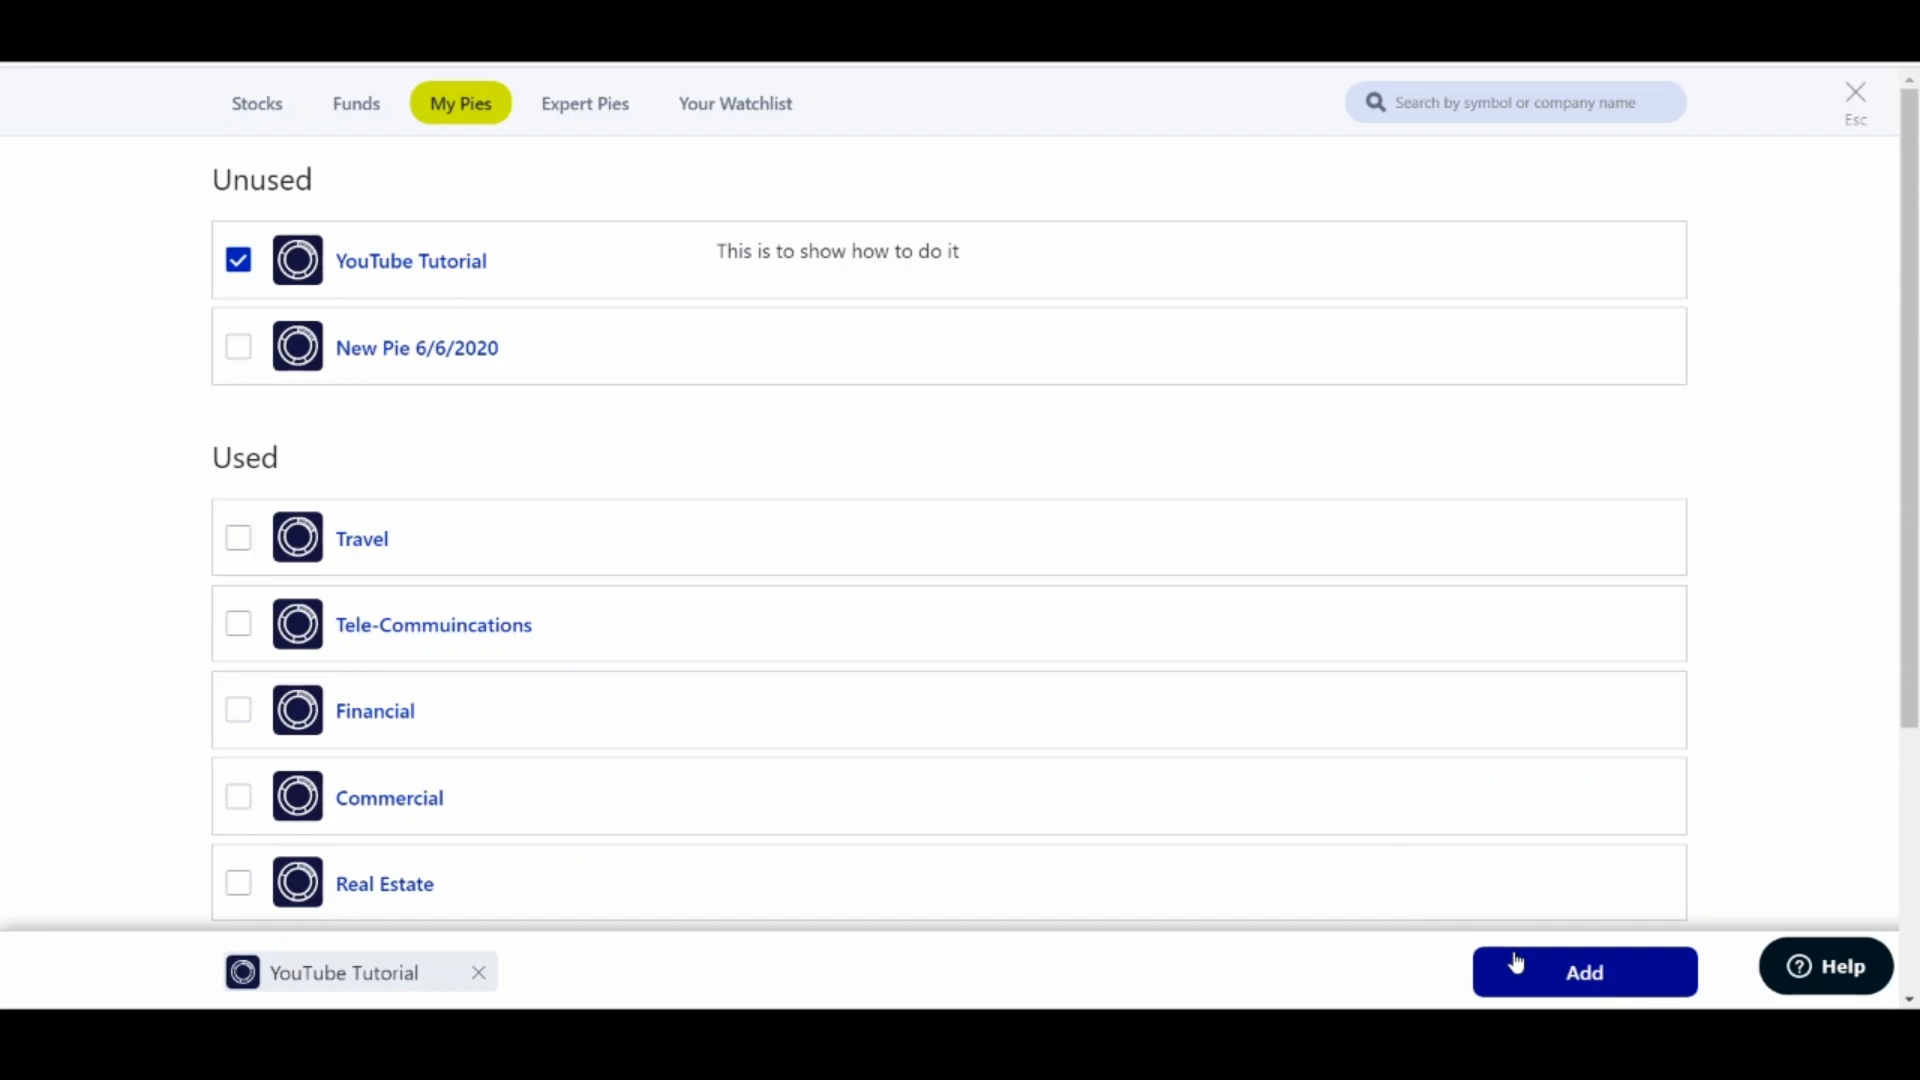 Stocks Funds My Pies Expert Pies Your Watchlist Search by symbol or company name
Esc
Unused
YouTube Tutorial This is to show how to do it
New Pie 6/6/2020
Used
Travel
Tele-Commuincations
Financial
Commercial
Real Estate
YouTube Tutorial Add Help